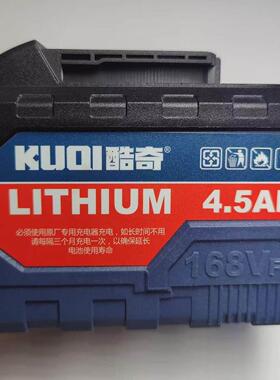 KUQI酷奇®
LITHIUM 4.5A
必须使用原厂专用充电器充电，如长时间不用
请每隔三个月充电一次，以确保延长
电池使用寿命
168V